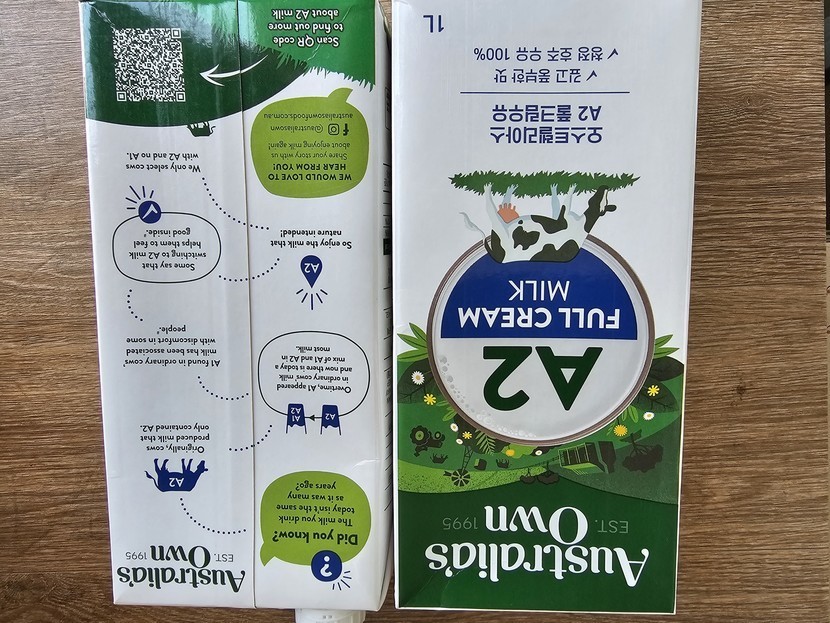 Australia's
Own
EST. 1995
A2
FULL CREAM
MILK
오스트렐리아스
A2 풀크림우유
✓ 깊고 풍부한 맛
✓ 청정 호주 우유 100%
1L
Australia's
Own
EST. 1995
?
Did you know?
The milk you drink
today isn't the same
as it was many
years ago?
A2
Originally, cows
produced milk that
only contained A2.
A2
A1
A2
Overtime, A1 appeared
in ordinary cows' milk
and now there is today a
mix of A1 and A2 in
most milk.
A1 found in ordinary cows'
milk has been associated
with discomfort in some
people.*
Some say that
switching to A2 milk
helps them to feel
good inside.*
A2
So enjoy the milk that
nature intended!
We only select cows
with A2 and no A1.
WE WOULD LOVE TO
HEAR FROM YOU!
Share your story with us
about enjoying milk again!
@australiasown
australiasownfoods.com.au
Scan QR code
to find out more
about A2 milk